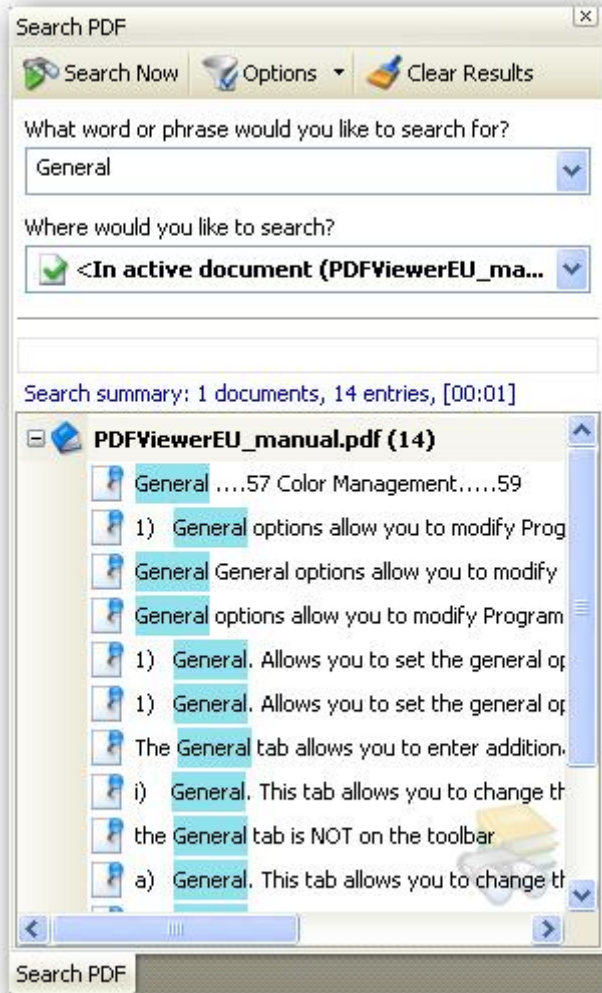 Search PDF
Search Now Options Clear Results
What word or phrase would you like to search for?
General
Where would you like to search?
<In active document (PDFViewerEU_ma...
Search summary: 1 documents, 14 entries, [00:01]
PDFViewerEU_manual.pdf (14)
General ....57 Color Management.....59
1) General options allow you to modify Prog
General General options allow you to modify
General options allow you to modify Program
1) General. Allows you to set the general op
1) General. Allows you to set the general op
The General tab allows you to enter addition
i) General. This tab allows you to change th
the General tab is NOT on the toolbar
a) General. This tab allows you to change th
Search PDF